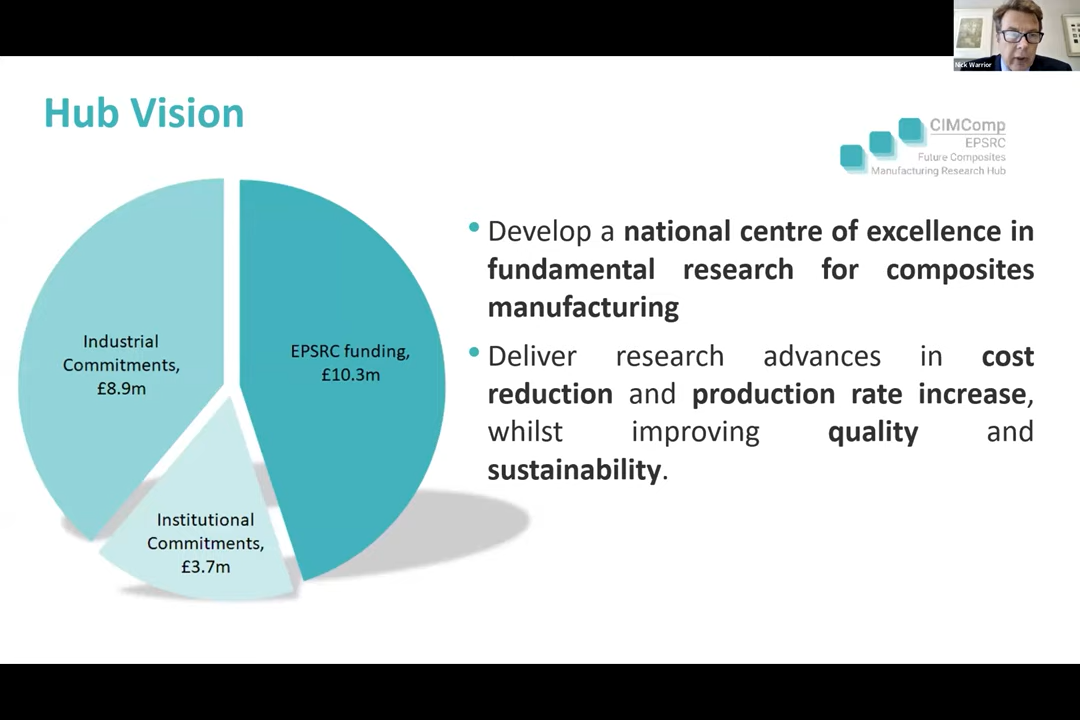 Nick Warrior
Hub Vision
CIMComp
EPSRC
Future Composites
Manufacturing Research Hub
Industrial
Commitments,
£8.9m
EPSRC funding,
£10.3m
Institutional
Commitments,
£3.7m
• Develop a national centre of excellence in
fundamental research for composites
manufacturing
• Deliver research advances in cost
reduction and production rate increase,
whilst improving quality and
sustainability.